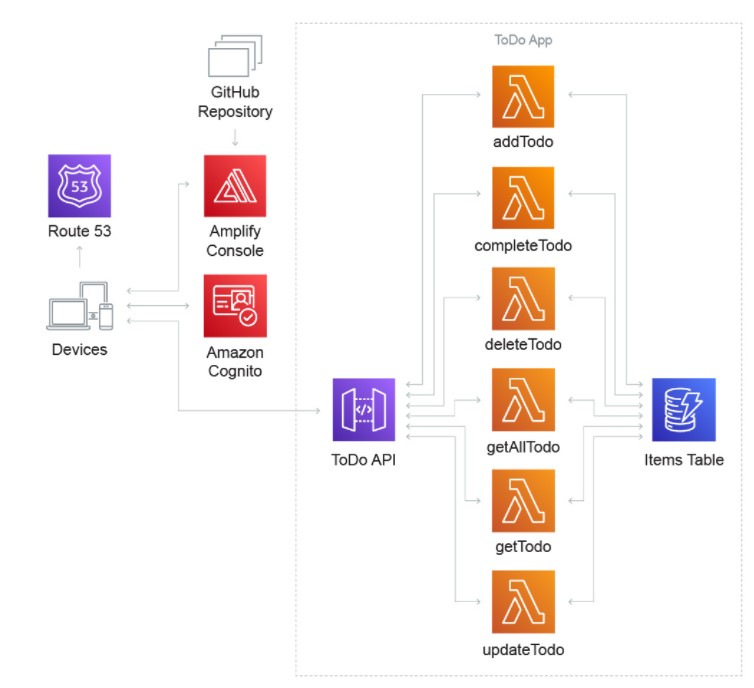 ToDo App
GitHub
Repository
addTodo
53
Route 53
Amplify
Console
completeTodo
Devices
Amazon
Cognito
deleteTodo
</>
ToDo API
getAllTodo
Items Table
getTodo
updateTodo